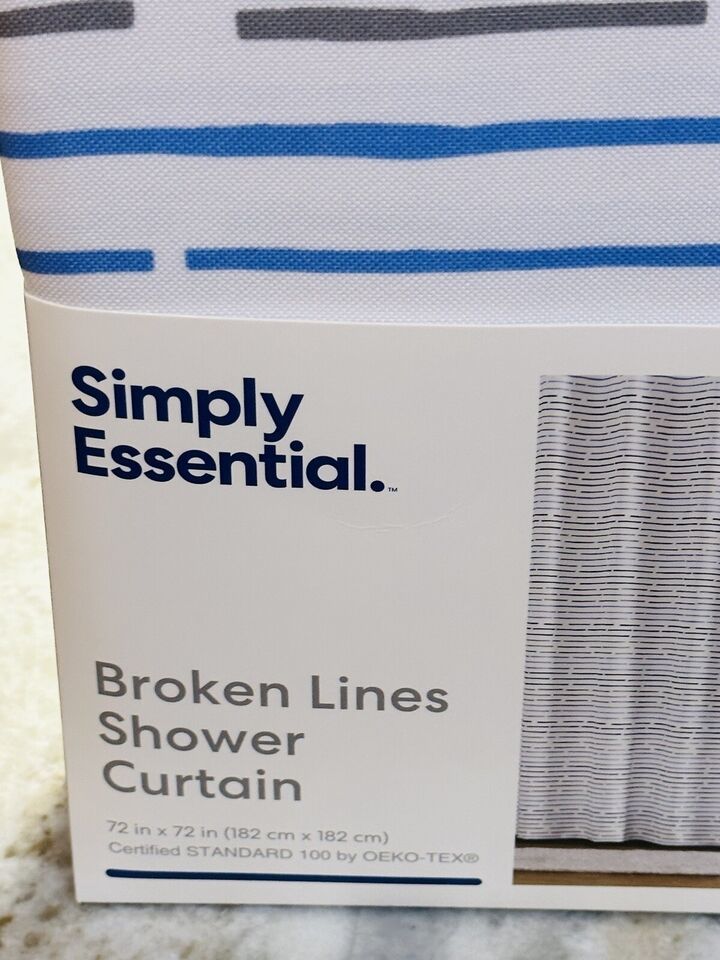 Simply
Essential.™
Broken Lines
Shower
Curtain
72 in x 72 in (182 cm x 182 cm)
Certified STANDARD 100 by OEKO-TEX®